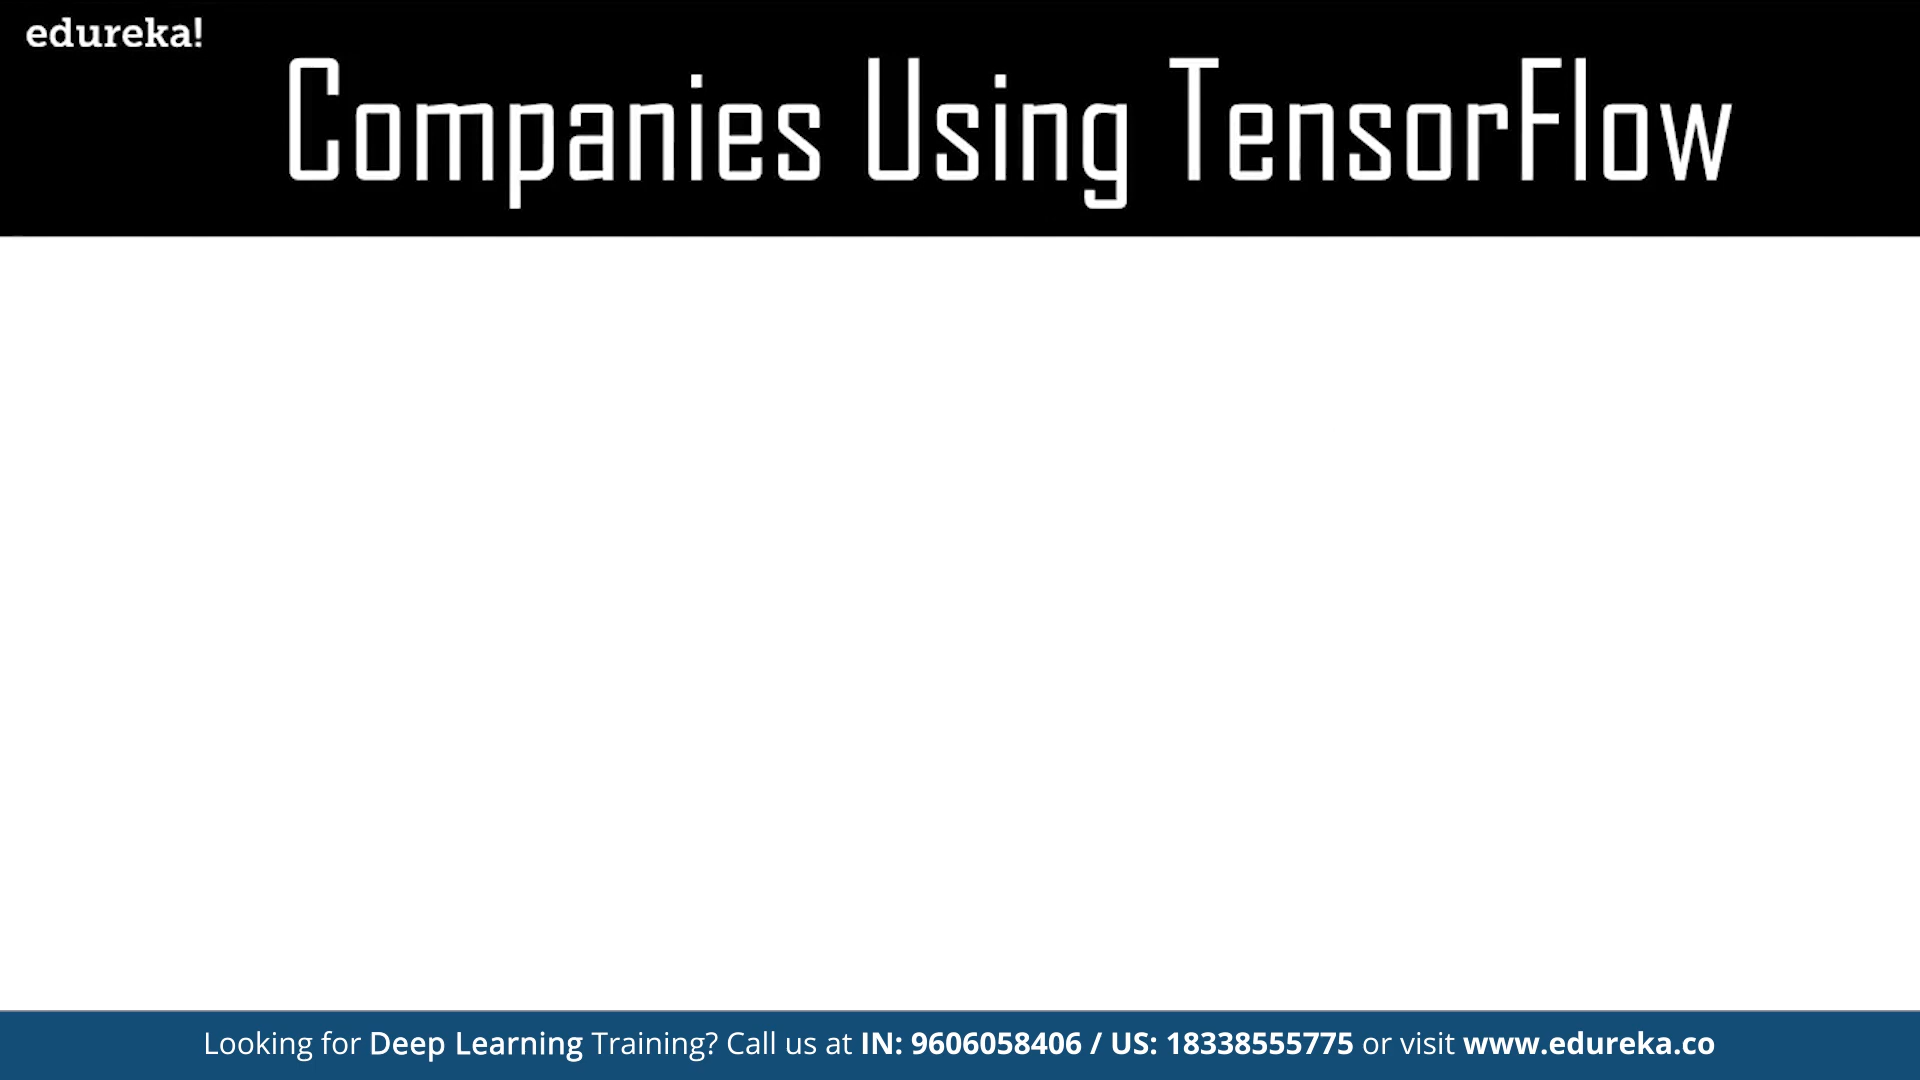 edureka!
Companies Using TensorFlow
Looking for Deep Learning Training? Call us at IN: 9606058406 / US: 18338555775 or visit www.edureka.co